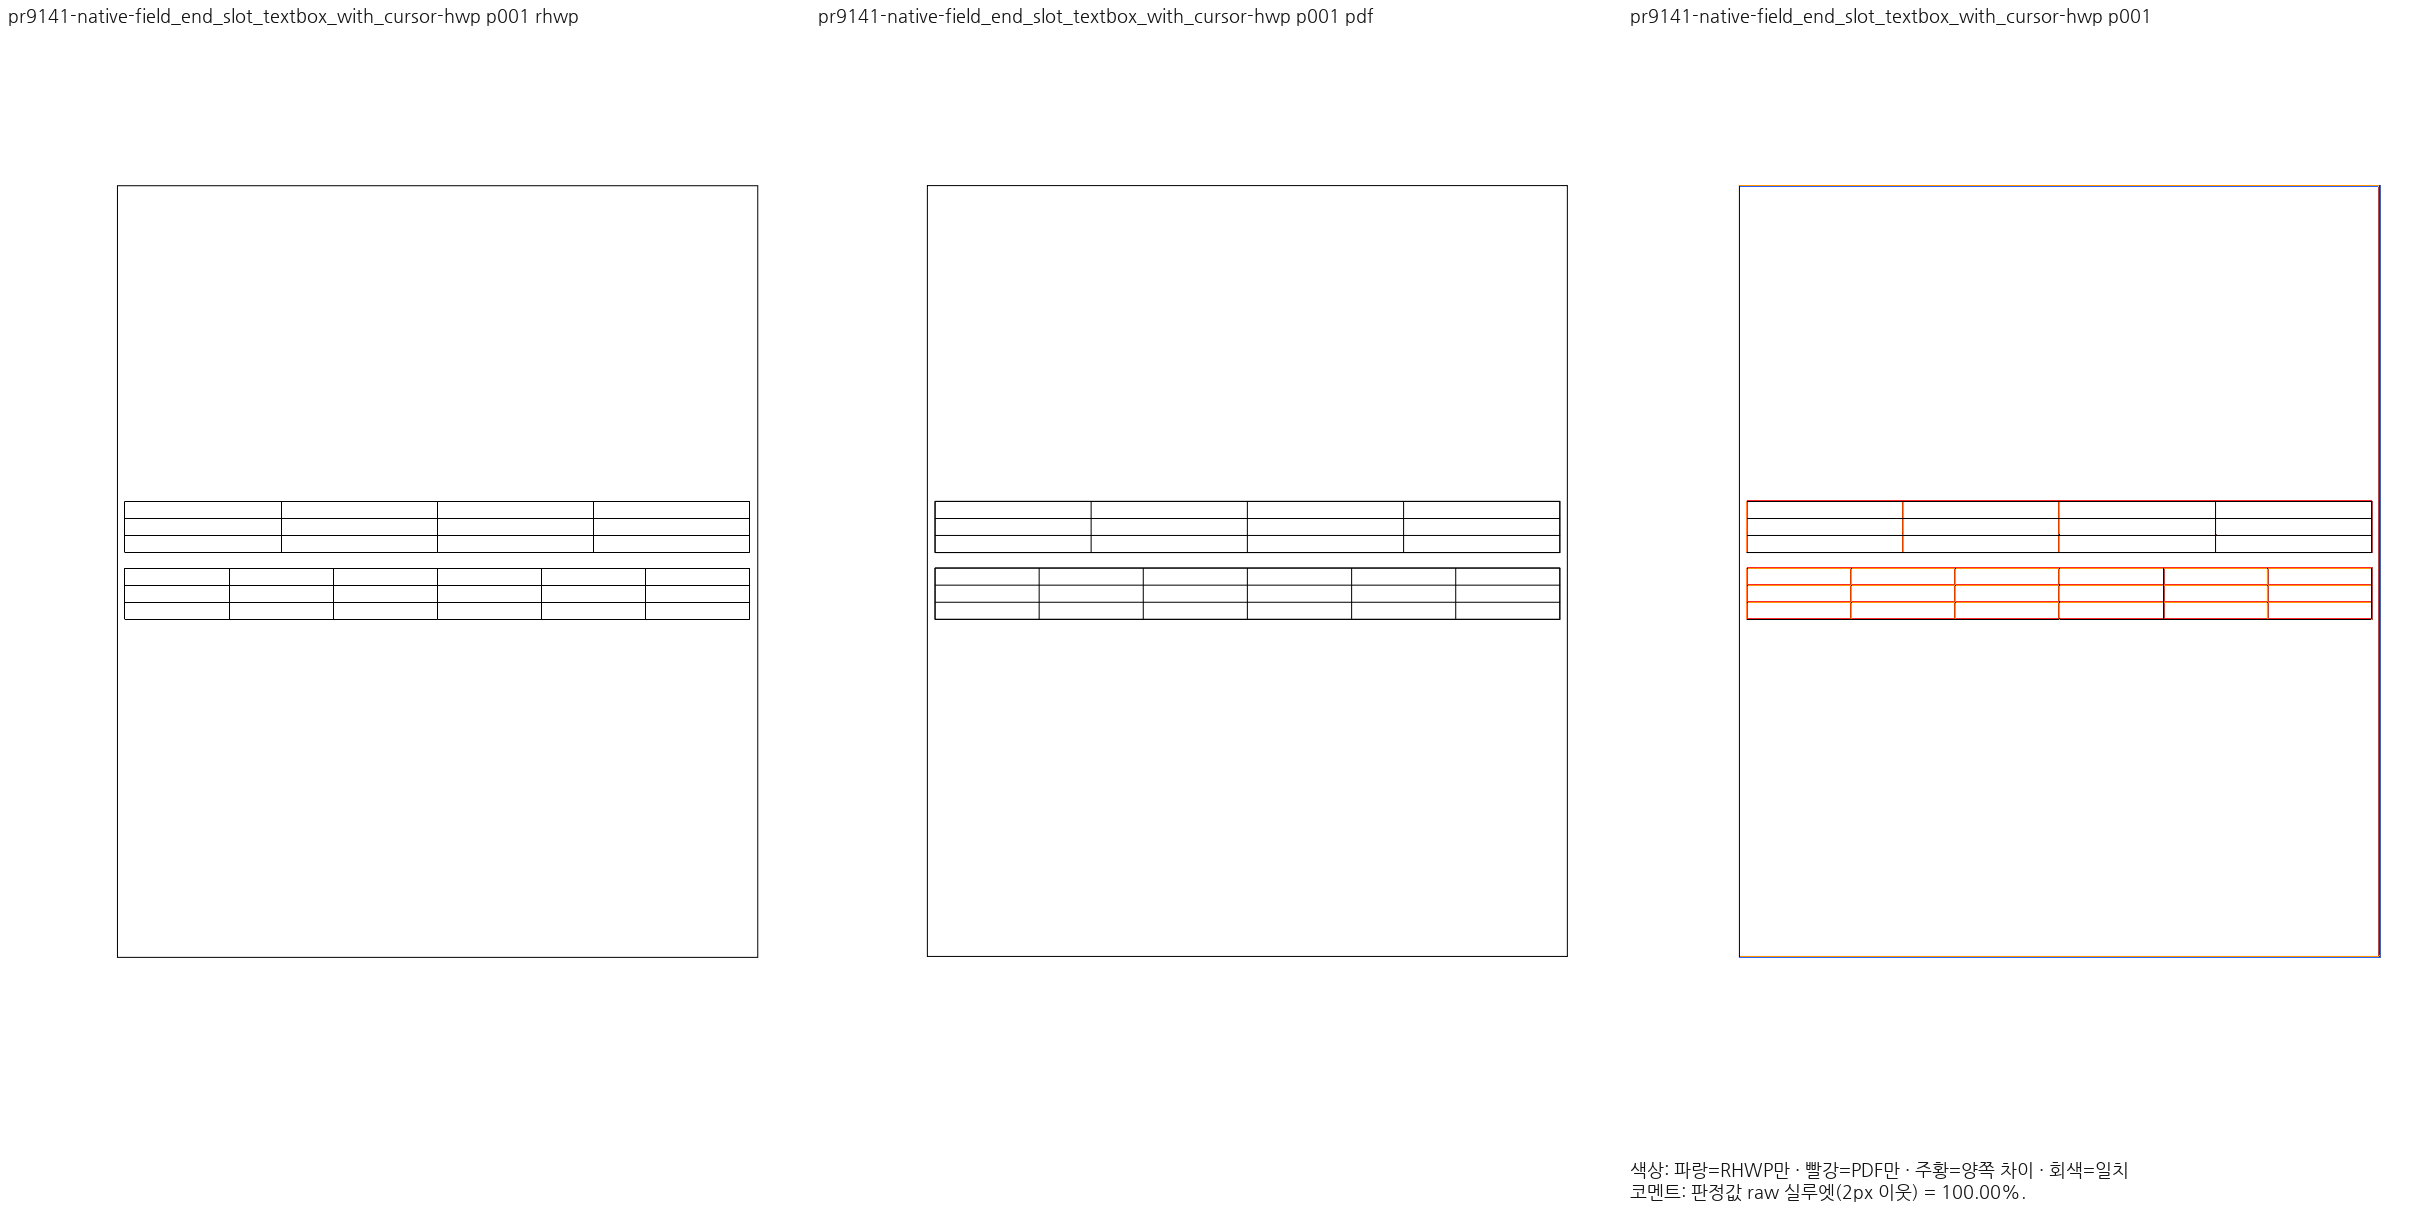 pr9141-native-field_end_slot_textbox_with_cursor-hwp p001 rhwp
pr9141-native-field_end_slot_textbox_with_cursor-hwp p001 pdf
pr9141-native-field_end_slot_textbox_with_cursor-hwp p001
색상: 파랑=RHWP만 · 빨강=PDF만 · 주황=양쪽 차이 · 회색=일치
코멘트: 판정값 raw 실루엣(2px 이웃) = 100.00%.